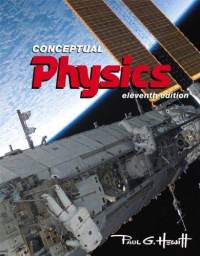 CONCEPTUAL
Physics
eleventh edition
PAUL G. HEWITT